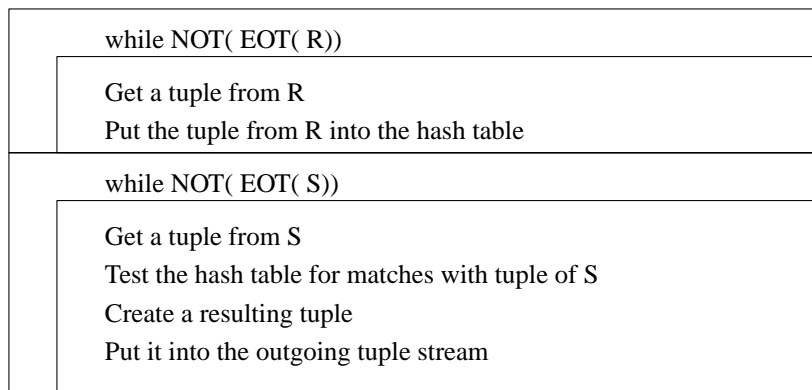 while NOT( EOT( R))
Get a tuple from R
Put the tuple from R into the hash table
while NOT( EOT( S))
Get a tuple from S
Test the hash table for matches with tuple of S
Create a resulting tuple
Put it into the outgoing tuple stream